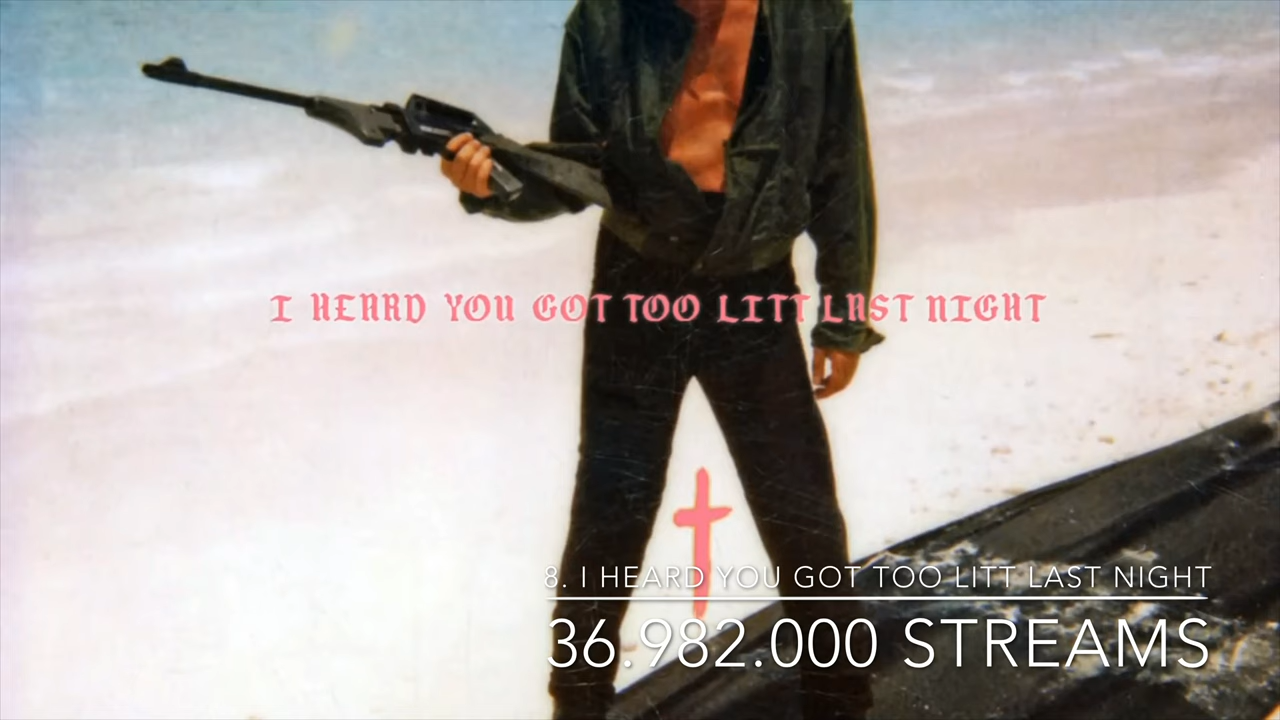 I HEARD YOU GOT TOO LITT LAST NIGHT
8. I HEARD YOU GOT TOO LITT LAST NIGHT
36.982.000 STREAMS